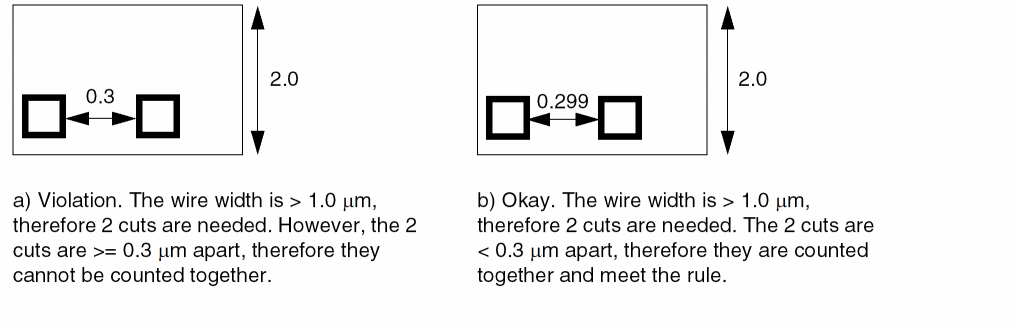 0.3
2.0
a) Violation. The wire width is > 1.0 μm,
therefore 2 cuts are needed. However, the 2
cuts are >= 0.3 μm apart, therefore they
cannot be counted together.
0.299
2.0
b) Okay. The wire width is > 1.0 μm,
therefore 2 cuts are needed. The 2 cuts are
< 0.3 μm apart, therefore they are counted
together and meet the rule.